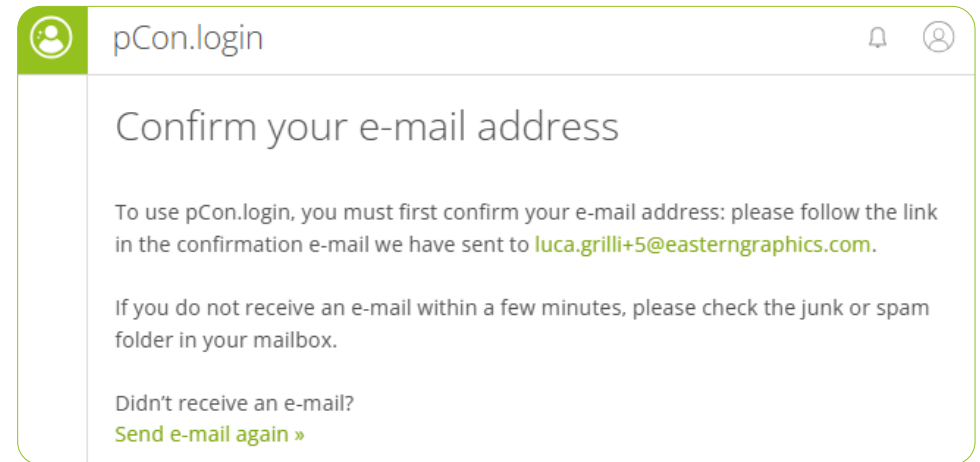 pCon.login
Confirm your e-mail address
To use pCon.login, you must first confirm your e-mail address: please follow the link
in the confirmation e-mail we have sent to luca.grilli+5@easterngraphics.com.
If you do not receive an e-mail within a few minutes, please check the junk or spam
folder in your mailbox.
Didn’t receive an e-mail?
Send e-mail again »